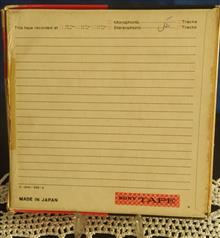 Monophonic Tracks
This tape recorded at Stereophonic Tracks
MADE IN JAPAN
SONY TAPE